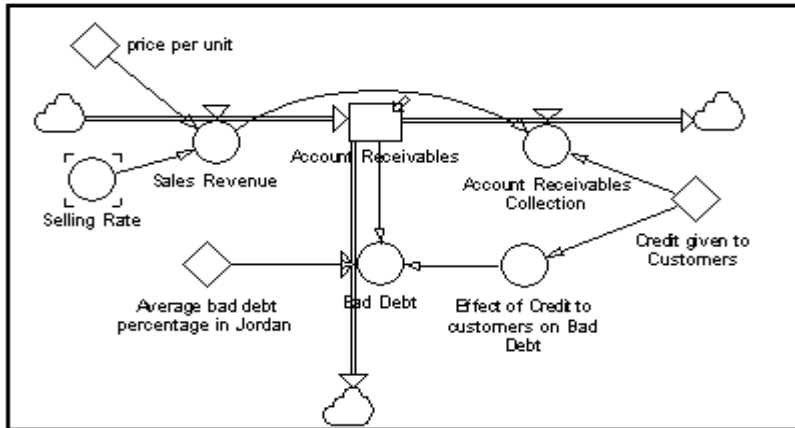 price per unit
Account Receivables
Sales Revenue
Selling Rate
Account Receivables
Collection
Credit given to
Customers
Average bad debt
percentage in Jordan
Bad Debt
Effect of Credit to
customers on Bad
Debt